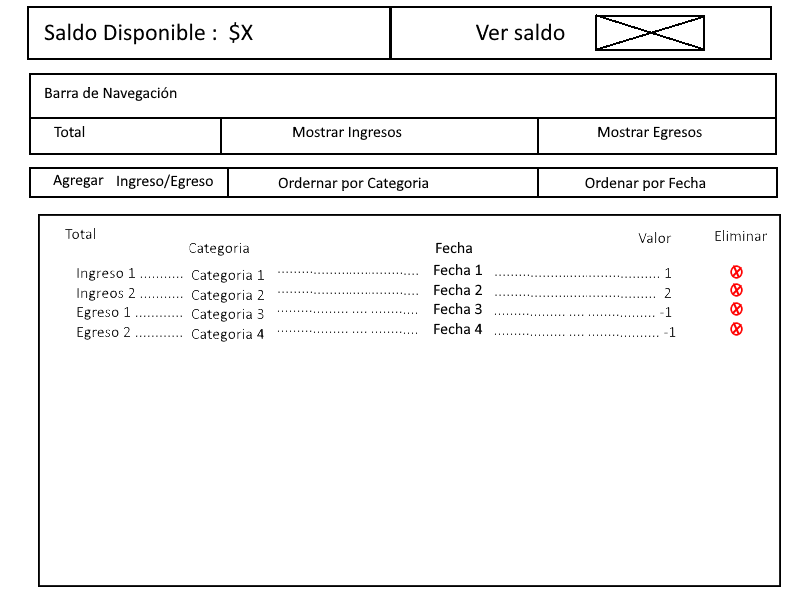 Saldo Disponible : $X
Ver saldo
Barra de Navegación
Total
Mostrar Ingresos
Mostrar Egresos
Agregar Ingreso/Egreso
Ordernar por Categoria
Ordenar por Fecha
Total
Categoria
Fecha
Valor
Eliminar
Ingreso 1 ........... Categoria 1 ....................................... Fecha 1 ............................................. 1
Ingreos 2 ........... Categoria 2 Fecha 2 ............................................. 2
Egreso 1 ............ Categoria 3 ......... .......... .... .......... Fecha 3 .................. .... .................. -1
Egreso 2 ............ Categoria 4 ......... .......... .... .......... Fecha 4 .................. .... .................. -1